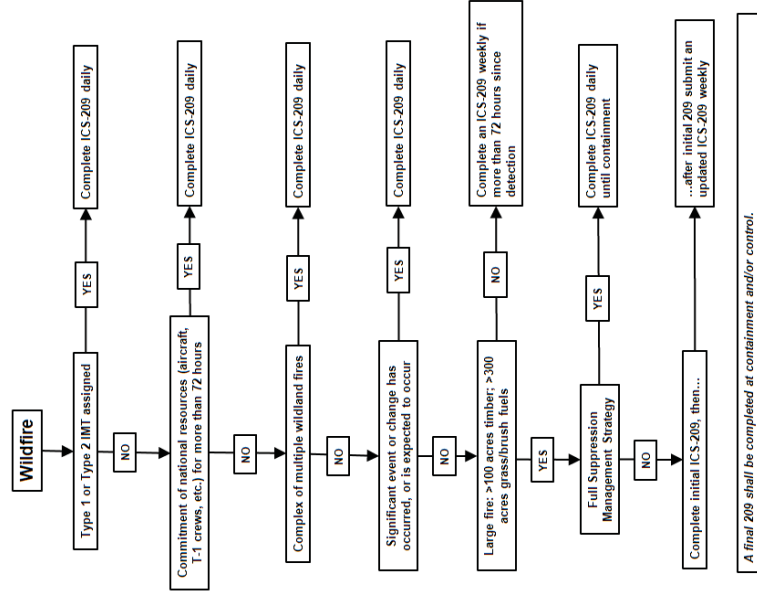 Wildfire
Type 1 or Type 2 IMT assigned
YES
Complete ICS-209 daily
NO
Commitment of national resources (aircraft,
T-1 crews, etc.) for more than 72 hours
YES
Complete ICS-209 daily
NO
Complex of multiple wildland fires
YES
Complete ICS-209 daily
NO
Significant event or change has
occurred, or is expected to occur
YES
Complete ICS-209 daily
NO
Large fire: >100 acres timber; >300
acres grass/brush fuels
NO
Complete an ICS-209 weekly if
more than 72 hours since
detection
YES
Full Suppression
Management Strategy
YES
Complete ICS-209 daily
until containment
NO
Complete initial ICS-209, then...
...after initial 209 submit an
updated ICS-209 weekly
A final 209 shall be completed at containment and/or control.